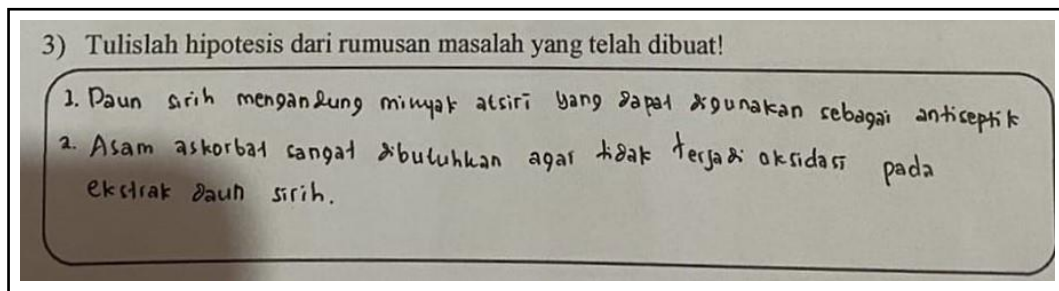 3) Tulislah hipotesis dari rumusan masalah yang telah dibuat!
1. Daun sirih mengandung minyak atsiri yang dapat digunakan sebagai antiseptik
2. Asam askorbat sangat dibutuhkan agar tidak terjadi oksidasi pada
ekstrak daun sirih.